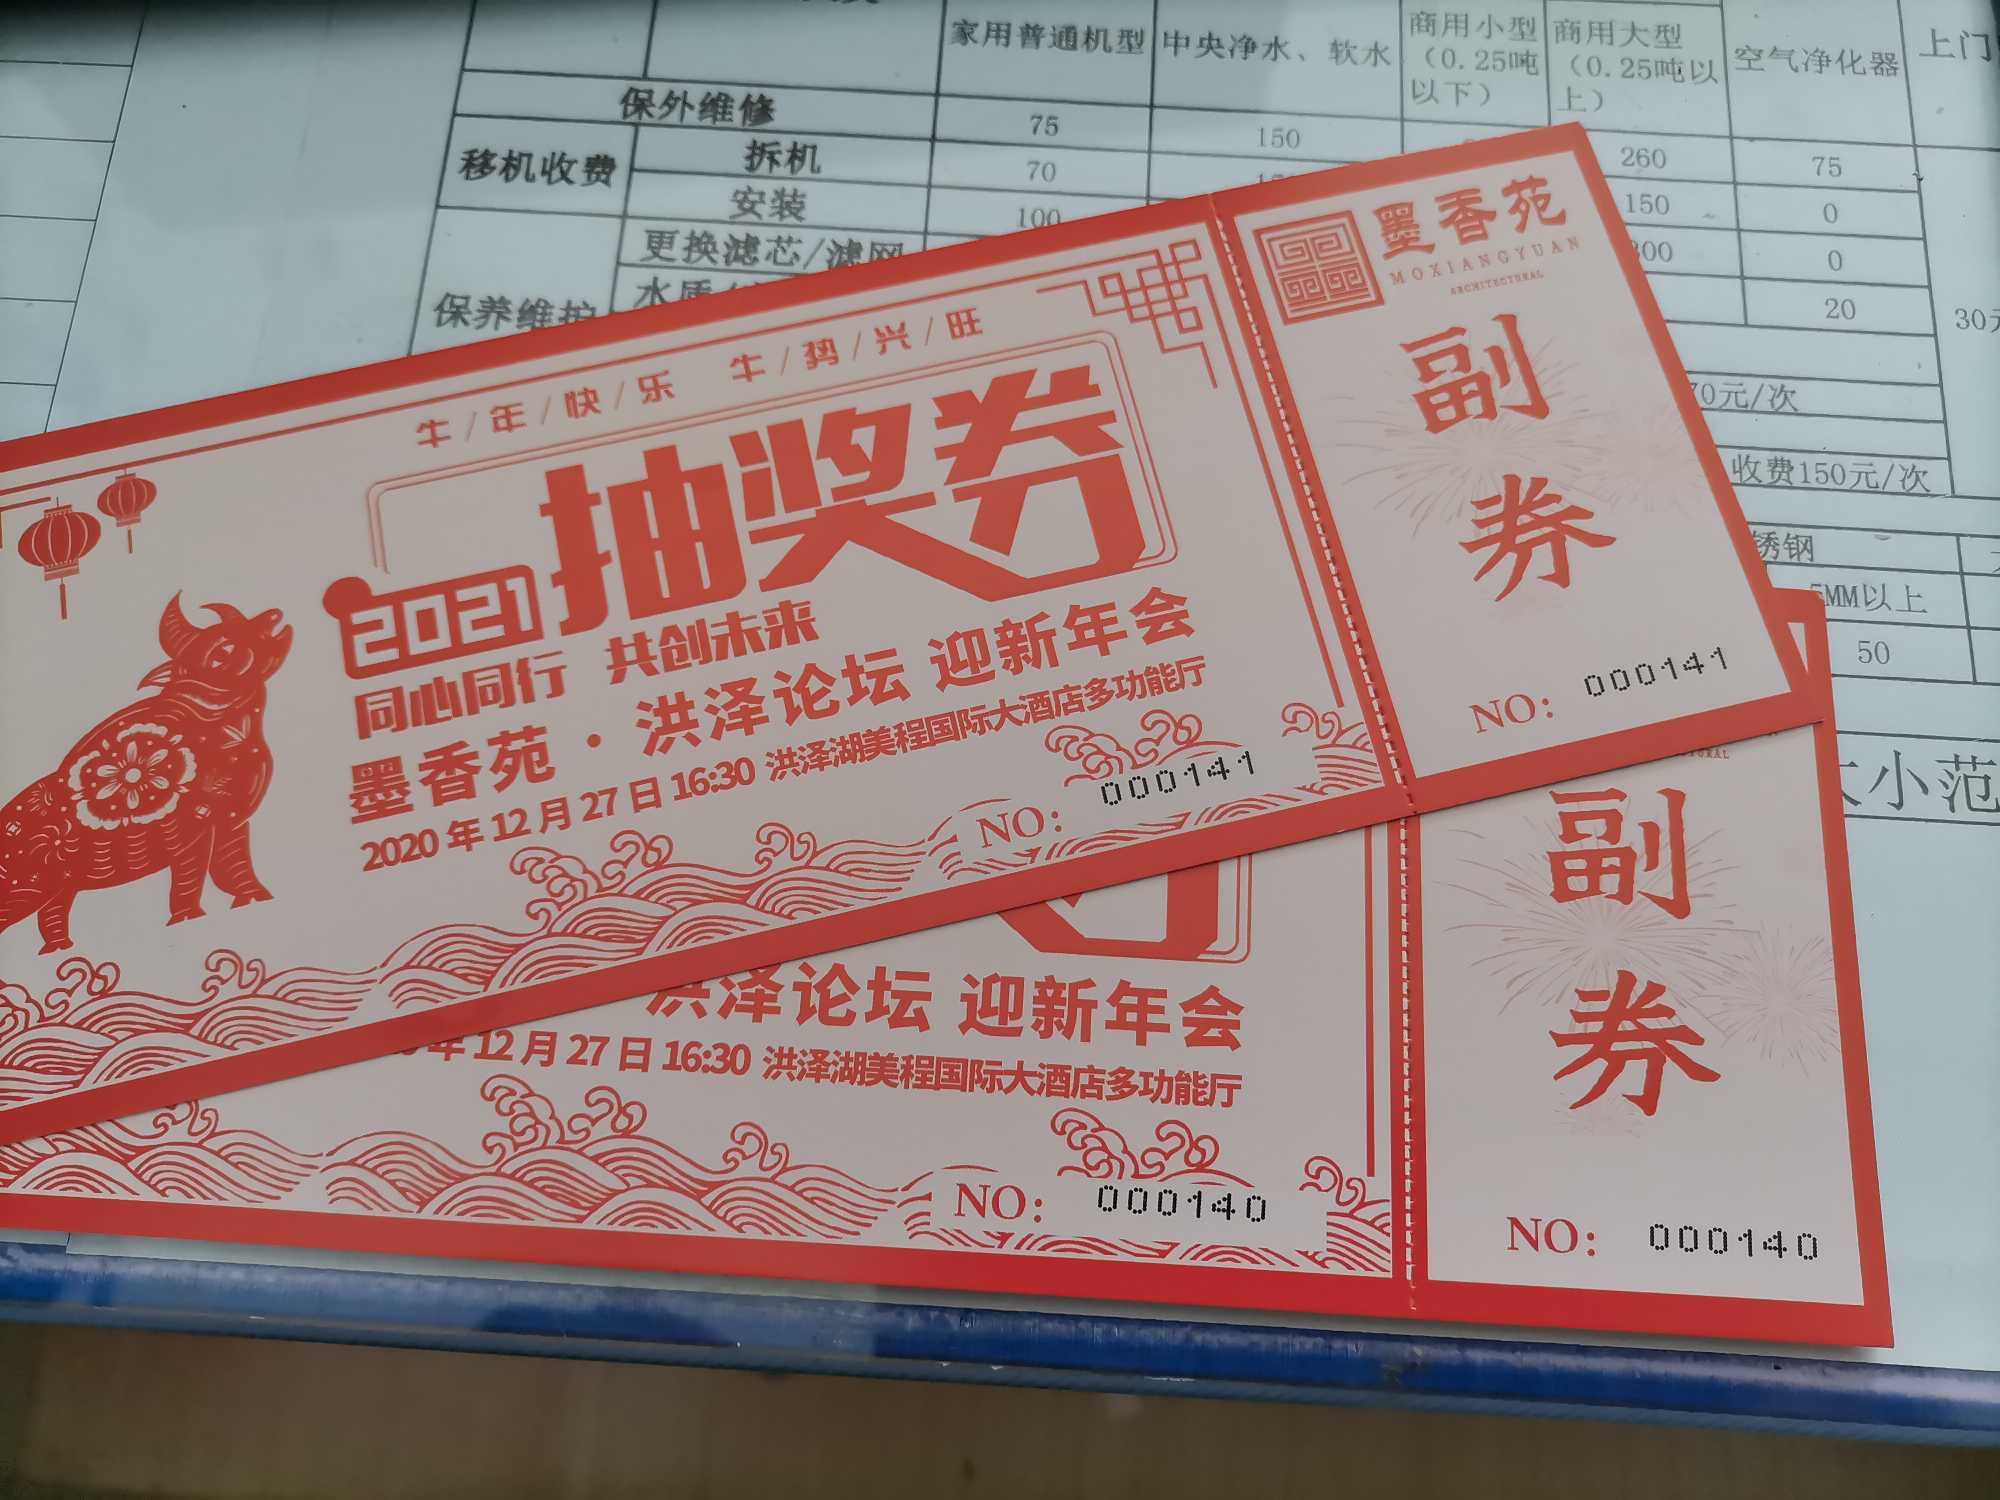 家用普通机型 中央净水、软水 商用小型（0.25吨以下） 商用大型（0.25吨以上） 空气净化器 上门
保外维修 75 150 260 75
移机收费 拆机 70 150 0
安装 100 0
保养维护 更换滤芯/滤网
水质
20
30元
70元/次
收费150元/次
锈钢
5MM以上
50
大小范
牛/年/快/乐 牛/势/兴/旺
2021 抽奖券
同心同行 共创未来
墨香苑·洪泽论坛 迎新年会
2020年12月27日16:30 洪泽湖美程国际大酒店多功能厅
NO: 000141
墨香苑
MOXIANGYUAN
ARCHITECTURAL
副券
NO: 000141
洪泽论坛 迎新年会
年12月27日16:30 洪泽湖美程国际大酒店多功能厅
NO: 000140
副券
NO: 000140